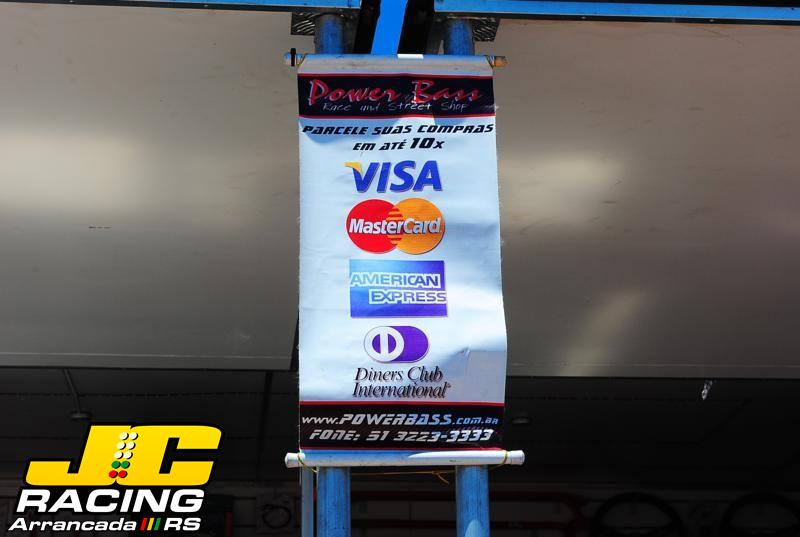 Power Bass
Race and Street Shop
PARCELE SUAS COMPRAS
EM ATÉ 10x
VISA
MasterCard
AMERICAN
EXPRESS
Diners Club
International®
www.POWERBASS.com.br
FONE: 51 3223-3333
JC
RACING
Arrancada RS